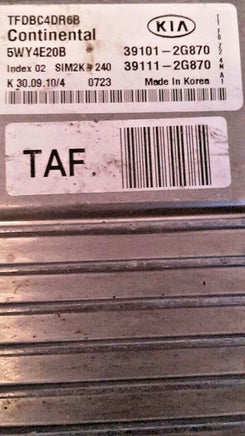 TFDBC4DR6B
Continental
KIA
5WY4E20B 39101-2G870
Index 02 SIM2K-240 39111-2G870
K 30.09.10/4 0723 Made in Korea
TAF